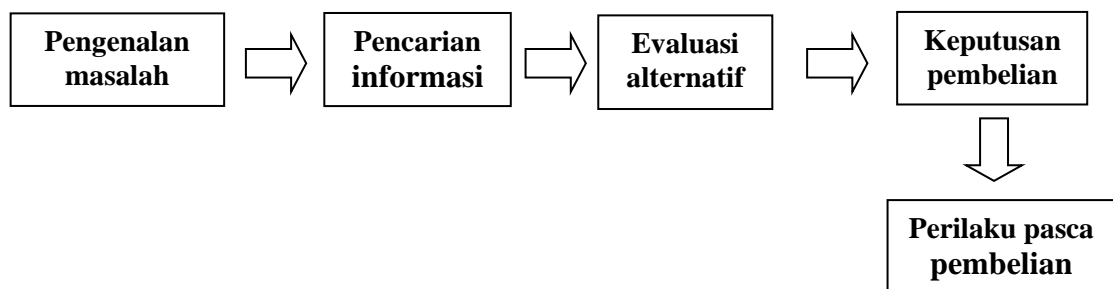 Pengenalan
masalah
Pencarian
informasi
Evaluasi
alternatif
Keputusan
pembelian
Perilaku pasca
pembelian